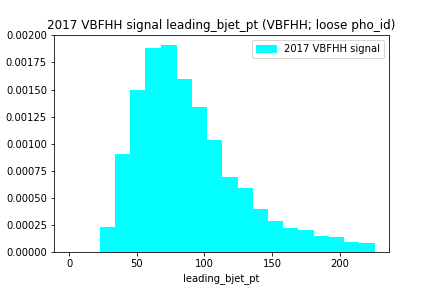 2017 VBFHH signal leading_bjet_pt (VBFHH; loose pho_id)
2017 VBFHH signal
0.00200
0.00175
0.00150
0.00125
0.00100
0.00075
0.00050
0.00025
0.00000
0 50 100 150 200
leading_bjet_pt